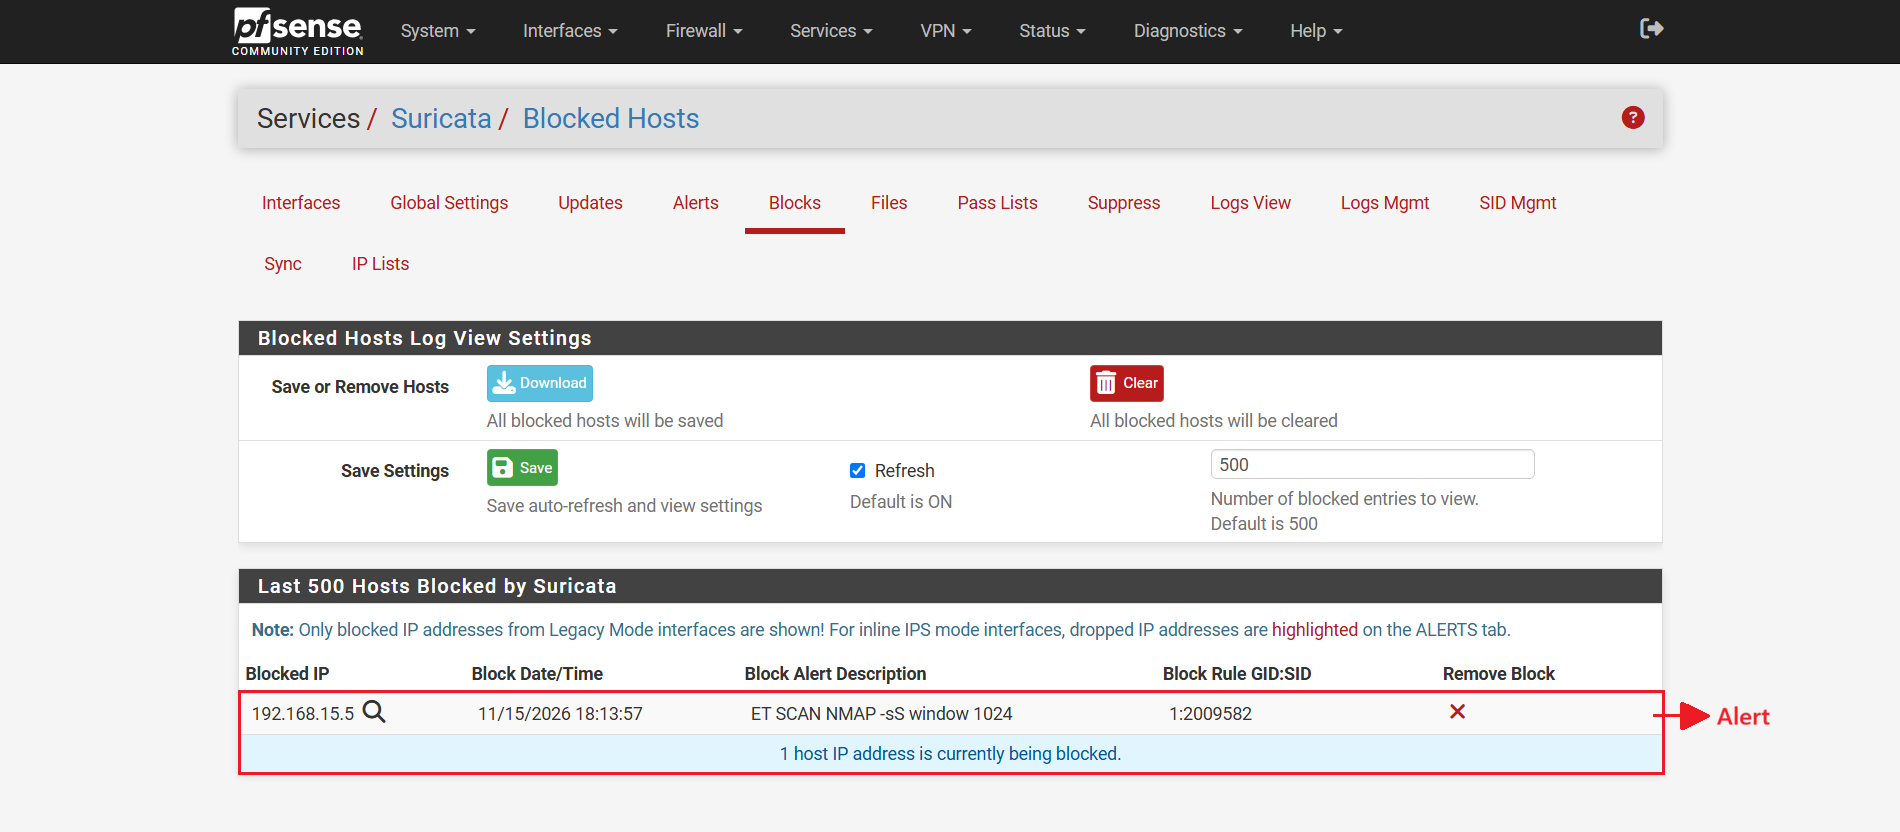 pfsense
COMMUNITY EDITION
System Interfaces Firewall Services VPN Status Diagnostics Help
Services / Suricata / Blocked Hosts
?
Interfaces Global Settings Updates Alerts Blocks Files Pass Lists Suppress Logs View Logs Mgmt SID Mgmt
Sync IP Lists
Blocked Hosts Log View Settings
Save or Remove Hosts Download Clear
All blocked hosts will be saved All blocked hosts will be cleared
Save Settings Save Refresh 500
Save auto-refresh and view settings Default is ON Number of blocked entries to view.
Default is 500
Last 500 Hosts Blocked by Suricata
Note: Only blocked IP addresses from Legacy Mode interfaces are shown! For inline IPS mode interfaces, dropped IP addresses are highlighted on the ALERTS tab.
Blocked IP Block Date/Time Block Alert Description Block Rule GID:SID Remove Block
192.168.15.5 11/15/2026 18:13:57 ET SCAN NMAP -sS window 1024 1:2009582
Alert
1 host IP address is currently being blocked.